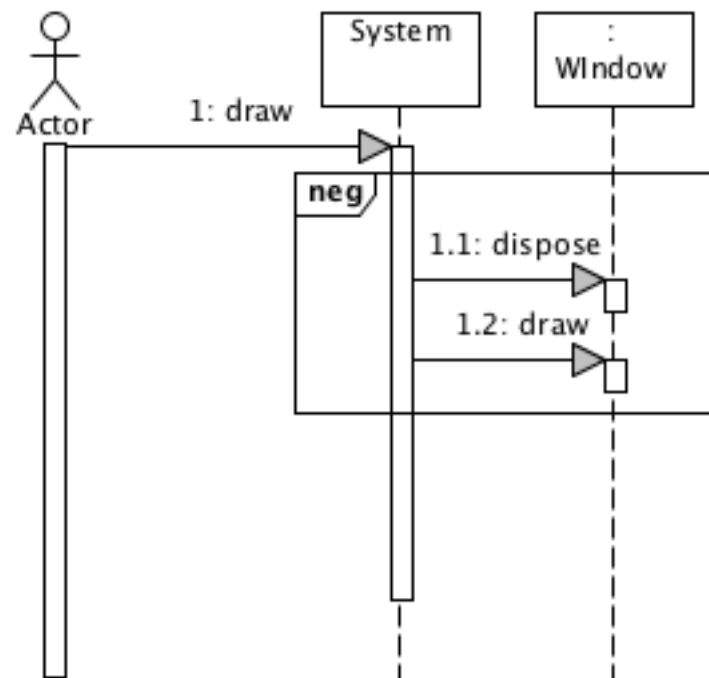 System
:
WIndow
Actor
1: draw
neg
1.1: dispose
1.2: draw